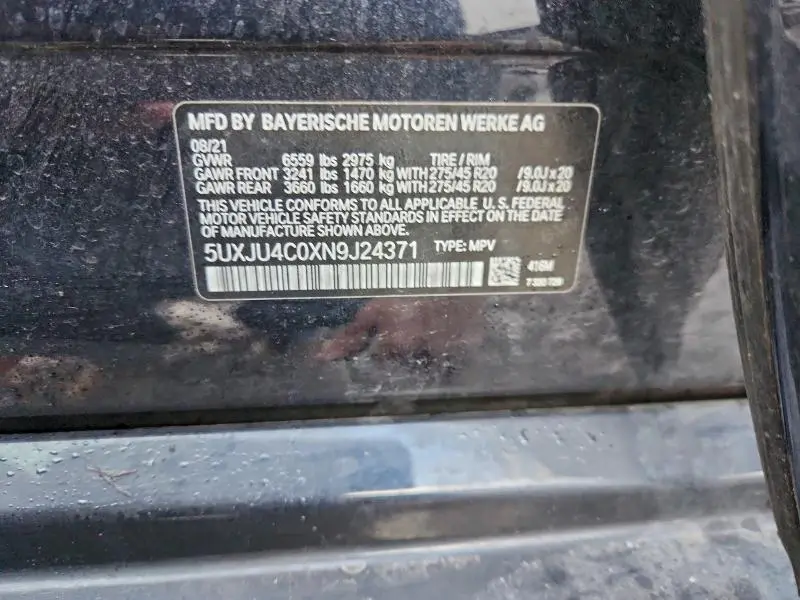 MFD BY BAYERISCHE MOTOREN WERKE AG
08/21
GVWR 6559 lbs 2975 kg TIRE / RIM
GAWR FRONT 3241 lbs 1470 kg WITH 275/45 R20 /9.0J x 20
GAWR REAR 3660 lbs 1660 kg WITH 275/45 R20 /9.0J x 20
THIS VEHICLE CONFORMS TO ALL APPLICABLE U. S. FEDERAL
MOTOR VEHICLE SAFETY STANDARDS IN EFFECT ON THE DATE
OF MANUFACTURE SHOWN ABOVE.
5UXJU4C0XN9J24371 TYPE: MPV
416M